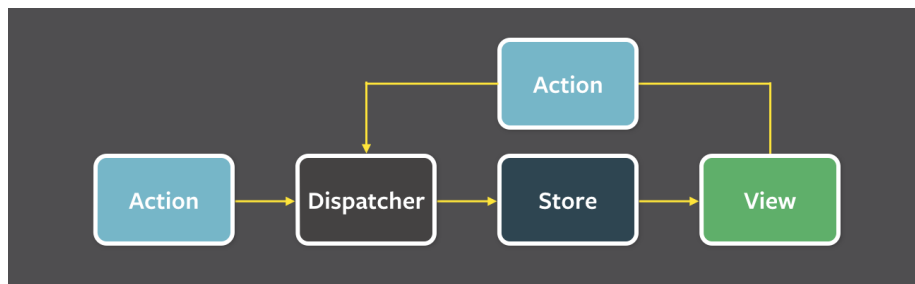 Action
Action
Dispatcher
Store
View